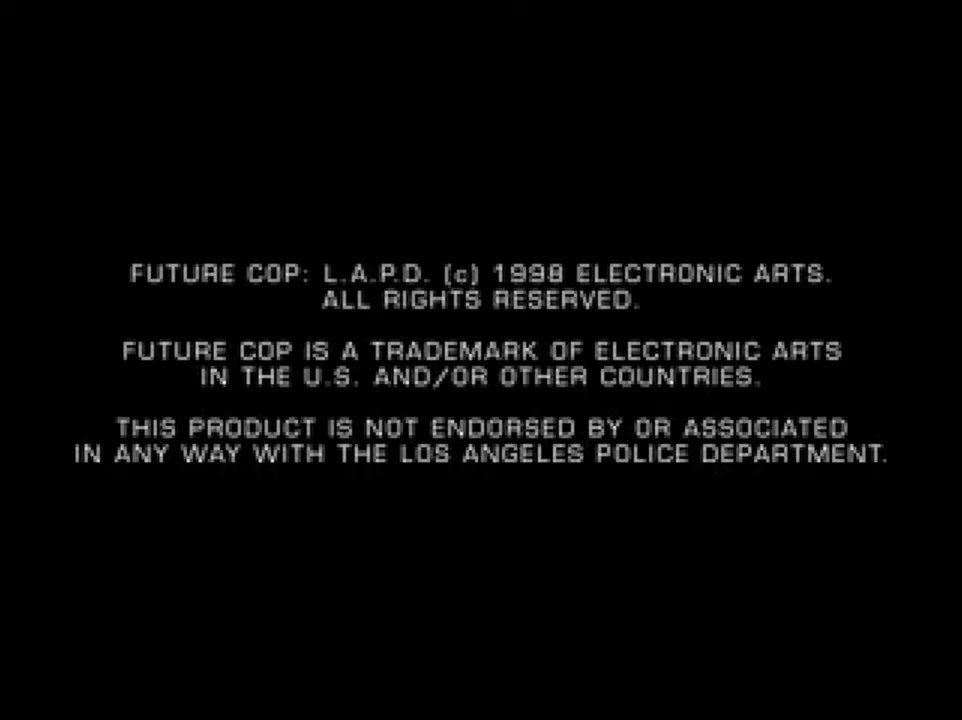 FUTURE COP: L.A.P.D. (c) 1998 ELECTRONIC ARTS.
ALL RIGHTS RESERVED.
FUTURE COP IS A TRADEMARK OF ELECTRONIC ARTS
IN THE U.S. AND/OR OTHER COUNTRIES.
THIS PRODUCT IS NOT ENDORSED BY OR ASSOCIATED
IN ANY WAY WITH THE LOS ANGELES POLICE DEPARTMENT.